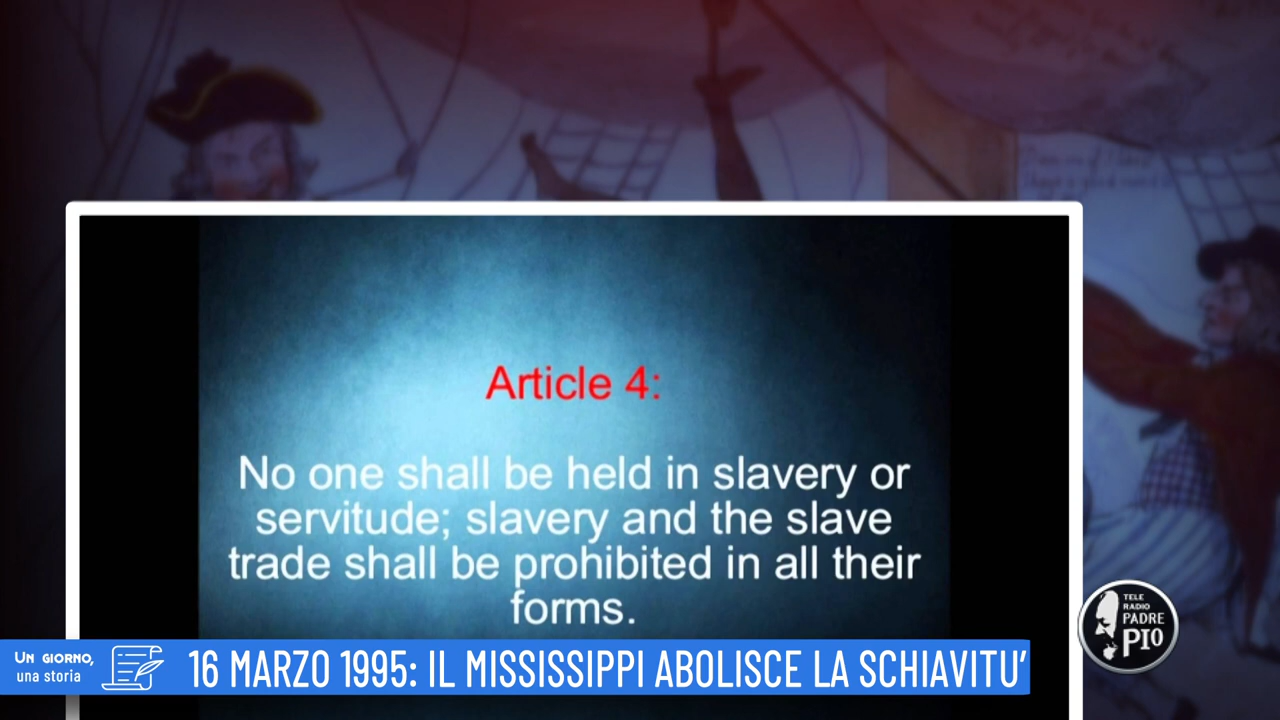 Article 4:
No one shall be held in slavery or
servitude; slavery and the slave
trade shall be prohibited in all their
forms.
TELE
RADIO
PADRE
PIO
Un giorno,
una storia
16 MARZO 1995: IL MISSISSIPPI ABOLISCE LA SCHIAVITU’